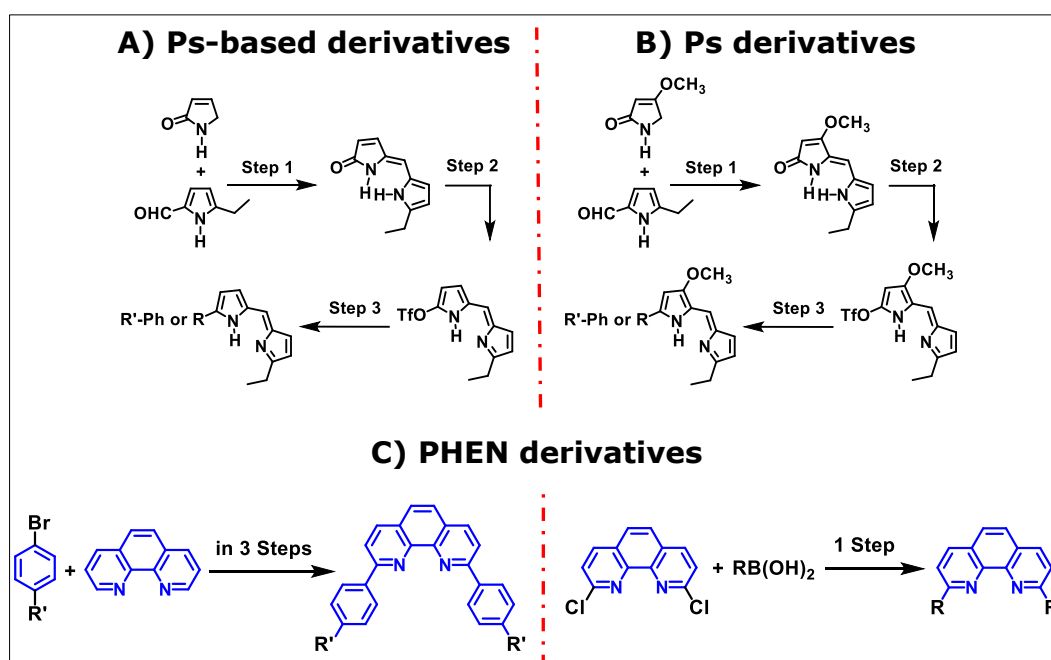 A) Ps-based derivatives
B) Ps derivatives
O
N
H
+
OHC
N
H
Step 1
O
N
H
H-N
Step 2
TfO
N
H
N
Step 3
R'-Ph or R
N
H
N
OCH3
O
N
H
+
OHC
N
H
Step 1
OCH3
O
N
H
H-N
Step 2
OCH3
TfO
N
H
N
Step 3
OCH3
R'-Ph or R
N
H
N
C) PHEN derivatives
Br
R'
+
N
N
in 3 Steps
N
N
R'
R'
Cl
N
N
Cl
+ RB(OH)2
1 Step
R
N
N
R